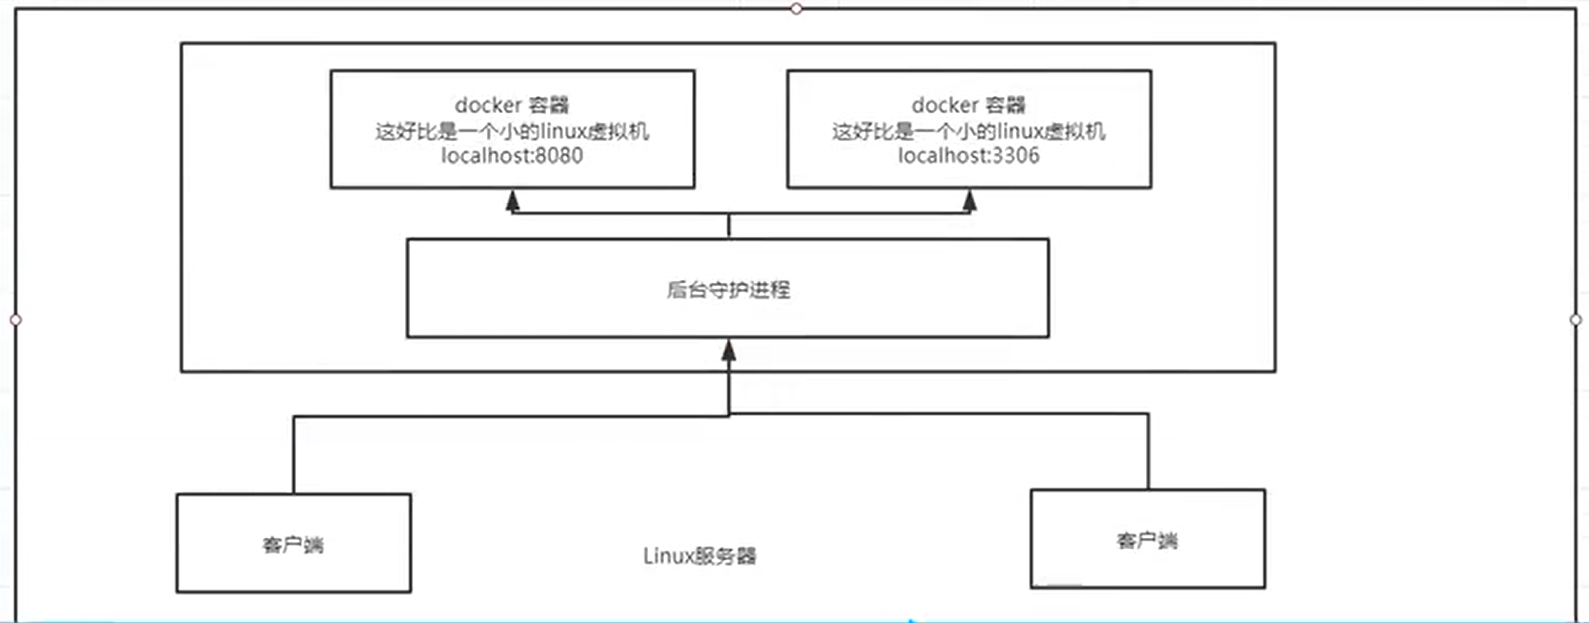 docker 容器
这好比是一个小的linux虚拟机
localhost:8080
docker 容器
这好比是一个小的linux虚拟机
localhost:3306
后台守护进程
客户端
Linux服务器
客户端